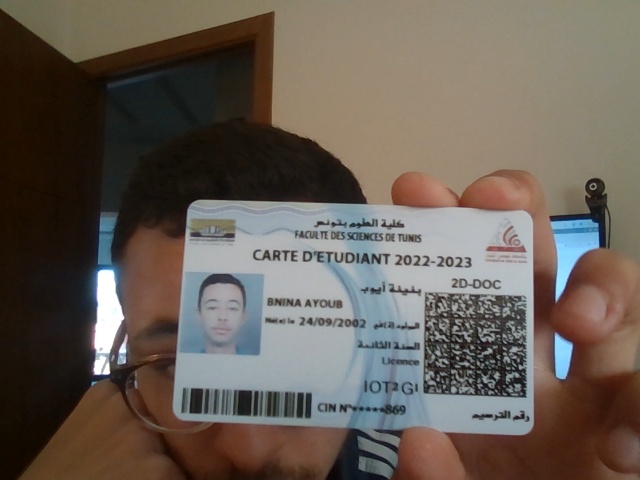 كلية العلوم بتونس
FACULTE DES SCIENCES DE TUNIS
CARTE D'ETUDIANT 2022-2023
بنينة أيوب
2D-DOC
BNINA AYOUB
Né(e) le 24/09/2002 المولود (ة) في
السنة الثانية
Licence
IOT2 G1
CIN N°*****869
رقم الترسيم